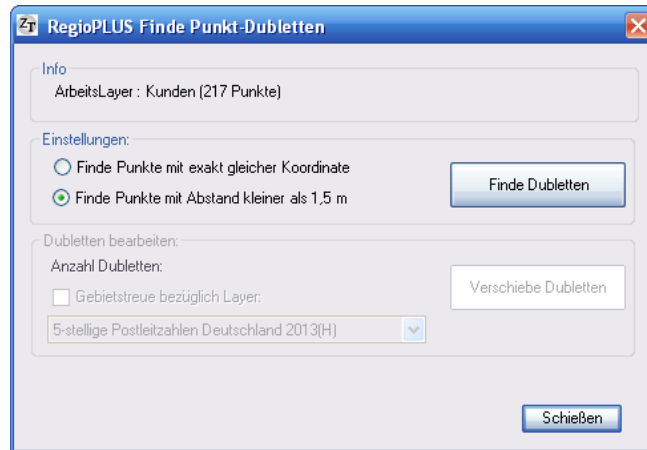 ZT RegioPLUS Finde Punkt-Dubletten
Info
ArbeitsLayer : Kunden (217 Punkte)
Einstellungen:
Finde Punkte mit exakt gleicher Koordinate
Finde Punkte mit Abstand kleiner als 1,5 m
Finde Dubletten
Dubletten bearbeiten:
Anzahl Dubletten:
Gebietstreue bezüglich Layer:
Verschiebe Dubletten
5-stellige Postleitzahlen Deutschland 2013(H)
Schießen